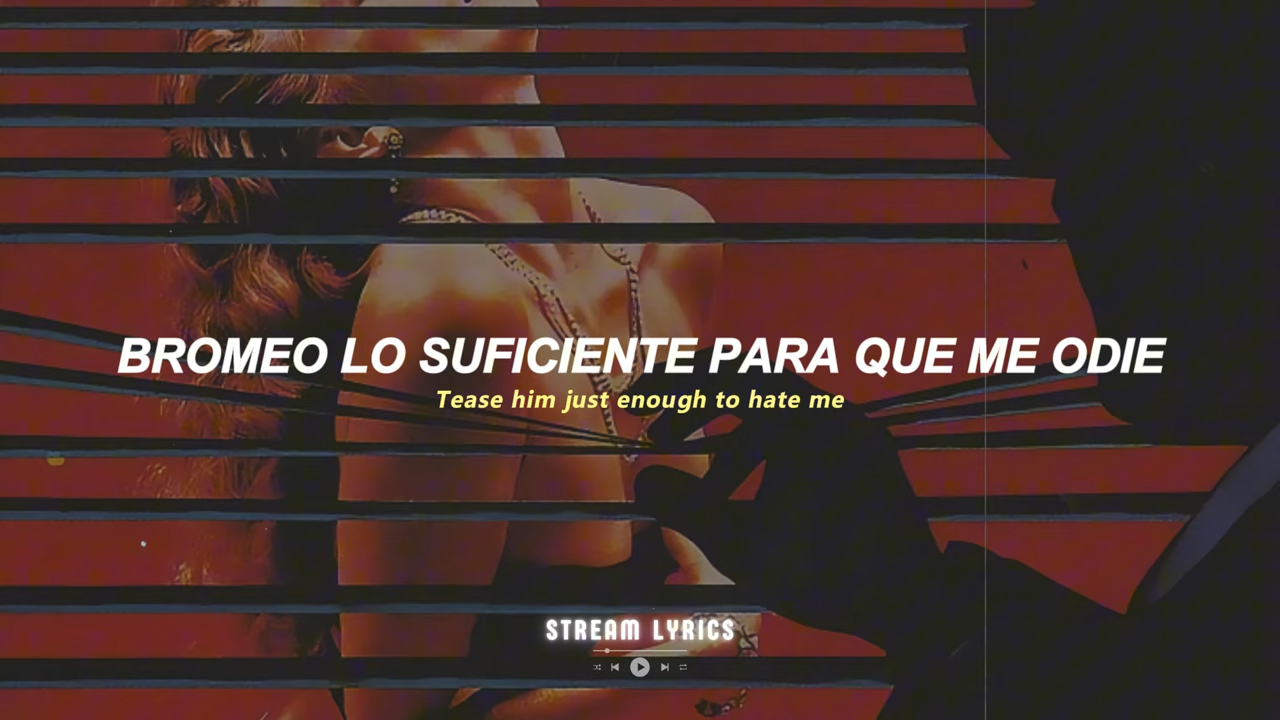 BROMEO LO SUFICIENTE PARA QUE ME ODIE
Tease him just enough to hate me
STREAM LYRICS